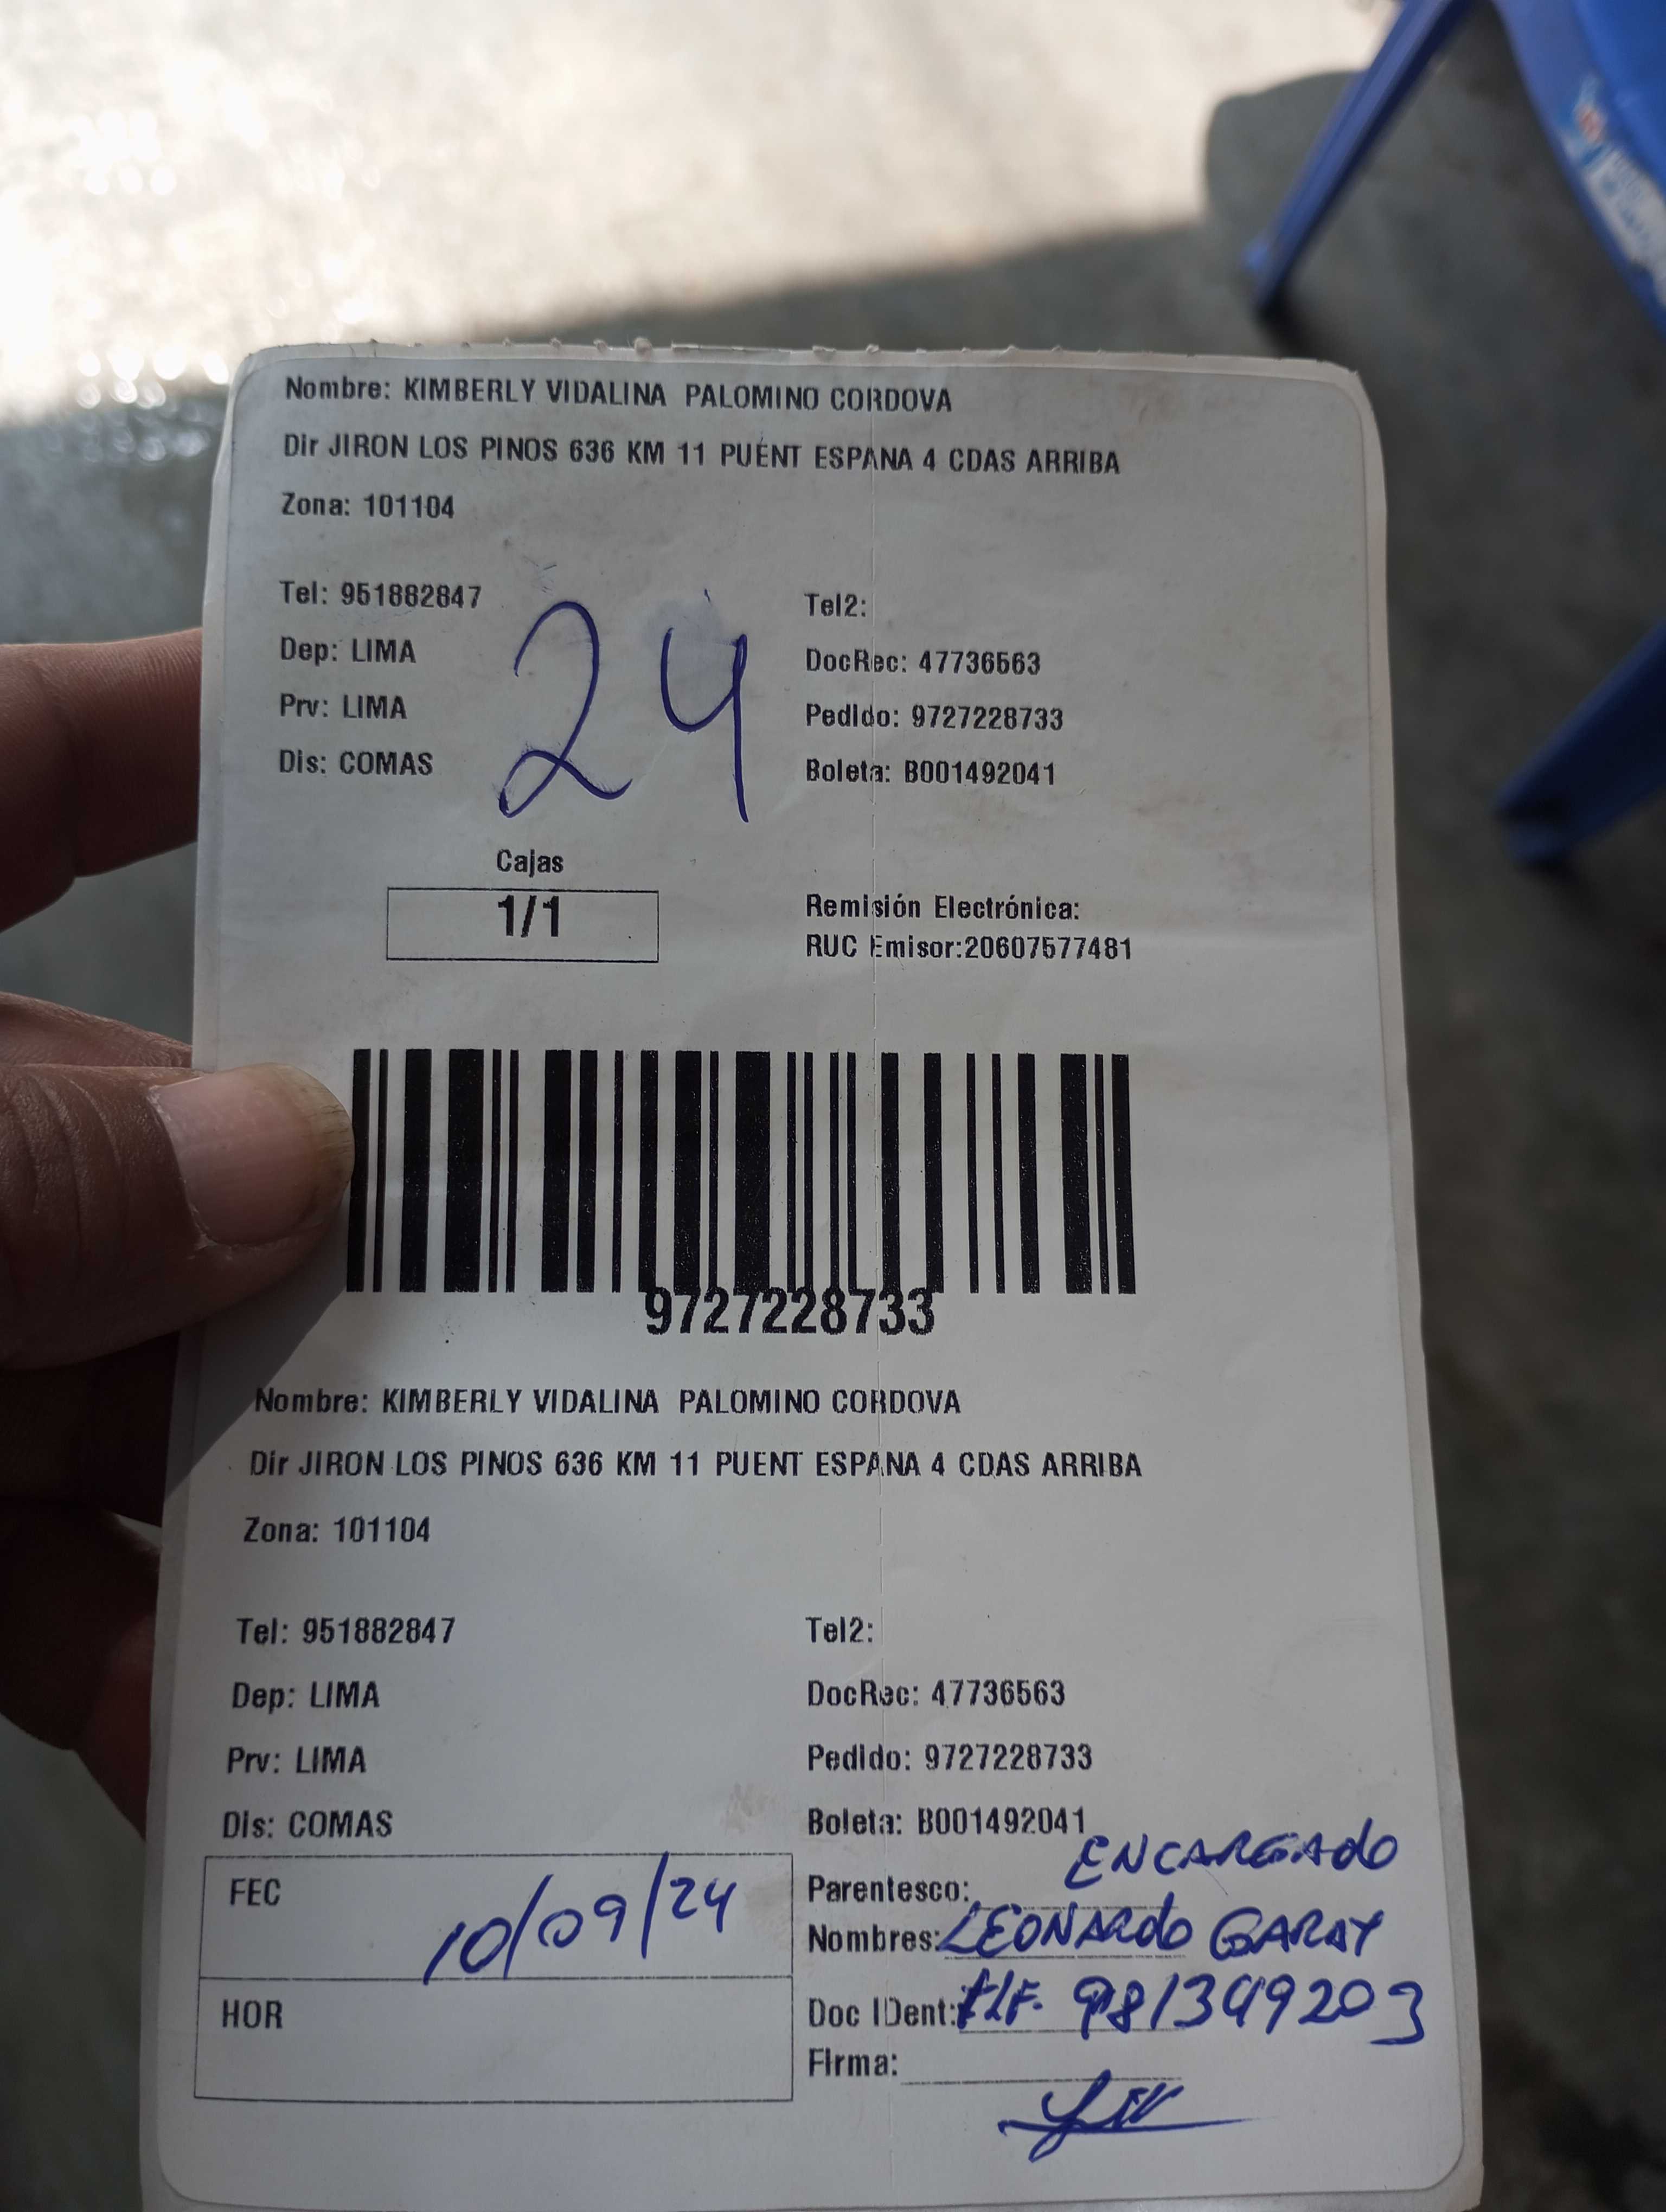 Nombre: KIMBERLY VIDALINA PALOMINO CORDOVA
Dir JIRON LOS PINOS 636 KM 11 PUENT ESPANA 4 CDAS ARRIBA
Zona: 101104
Tel: 951882847
Tel2:
Dep: LIMA
DocRec: 47736563
Prv: LIMA
Pedido: 9727228733
Dis: COMAS
Boleta: B001492041
24
Cajas
1/1
Remisión Electrónica:
RUC Emisor:20607577481
9727228733
Nombre: KIMBERLY VIDALINA PALOMINO CORDOVA
Dir JIRON LOS PINOS 636 KM 11 PUENT ESPANA 4 CDAS ARRIBA
Zona: 101104
Tel: 951882847
Tel2:
Dep: LIMA
DocRec: 47736563
Prv: LIMA
Pedido: 9727228733
Dis: COMAS
Boleta: B001492041
FEC 10/09/24
HOR
Parentesco: ENCARGADO
Nombres: LEONARDO GARAY
Doc IDent: tLF. 981349203
Firma: